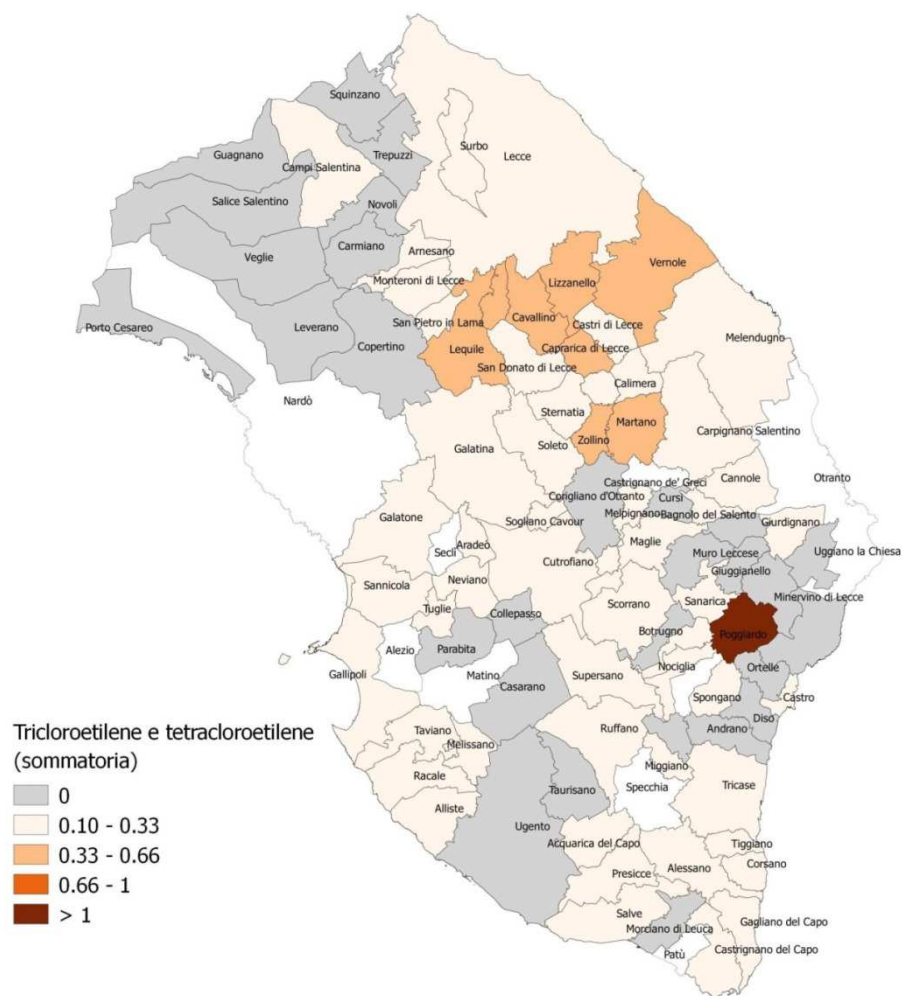 Squinzano
Surbo
Lecce
Guagnano
Trepuzzi
Campi Salentina
Salice Salentino
Novoli
Carmiano
Arnesano
Veglie
Vernole
Monteroni di Lecce
Lizzanello
Porto Cesareo
Leverano
San Pietro in Lama
Cavallino
Castri di Lecce
Copertino
Lequile
Caprarica di Lecce
Melendugno
San Donato di Lecce
Calimera
Nardò
Sternatia
Martano
Galatina
Soleto
Zollino
Carpignano Salentino
Castrignano de' Greci
Cannole
Otranto
Corigliano d'Otranto
Cursi
Galatone
Sogliano Cavour
Melpignano
Bagnolo del Salento
Giurdignano
Secli
Aradeo
Cutrofiano
Maglie
Muro Leccese
Uggiano la Chiesa
Sannicola
Neviano
Giuggianello
Minervino di Lecce
Tuglie
Collepasso
Scorrano
Sanarica
Botrugno
Poggiardo
Alezio
Parabita
Gallipoli
Matino
Casarano
Supersano
Nociglia
Ortelle
Spongano
Castro
Taviano
Ruffano
Diso
Andrano
Melissano
Racale
Miggiano
Specchia
Tricase
Alliste
Taurisano
Ugento
Acquarica del Capo
Tiggiano
Presicce
Alessano
Corsano
Salve
Gagliano del Capo
Morciano di Leuca
Patù
Castrignano del Capo
Tricloroetilene e tetracloroetilene
(sommatoria)
0
0.10 - 0.33
0.33 - 0.66
0.66 - 1
> 1